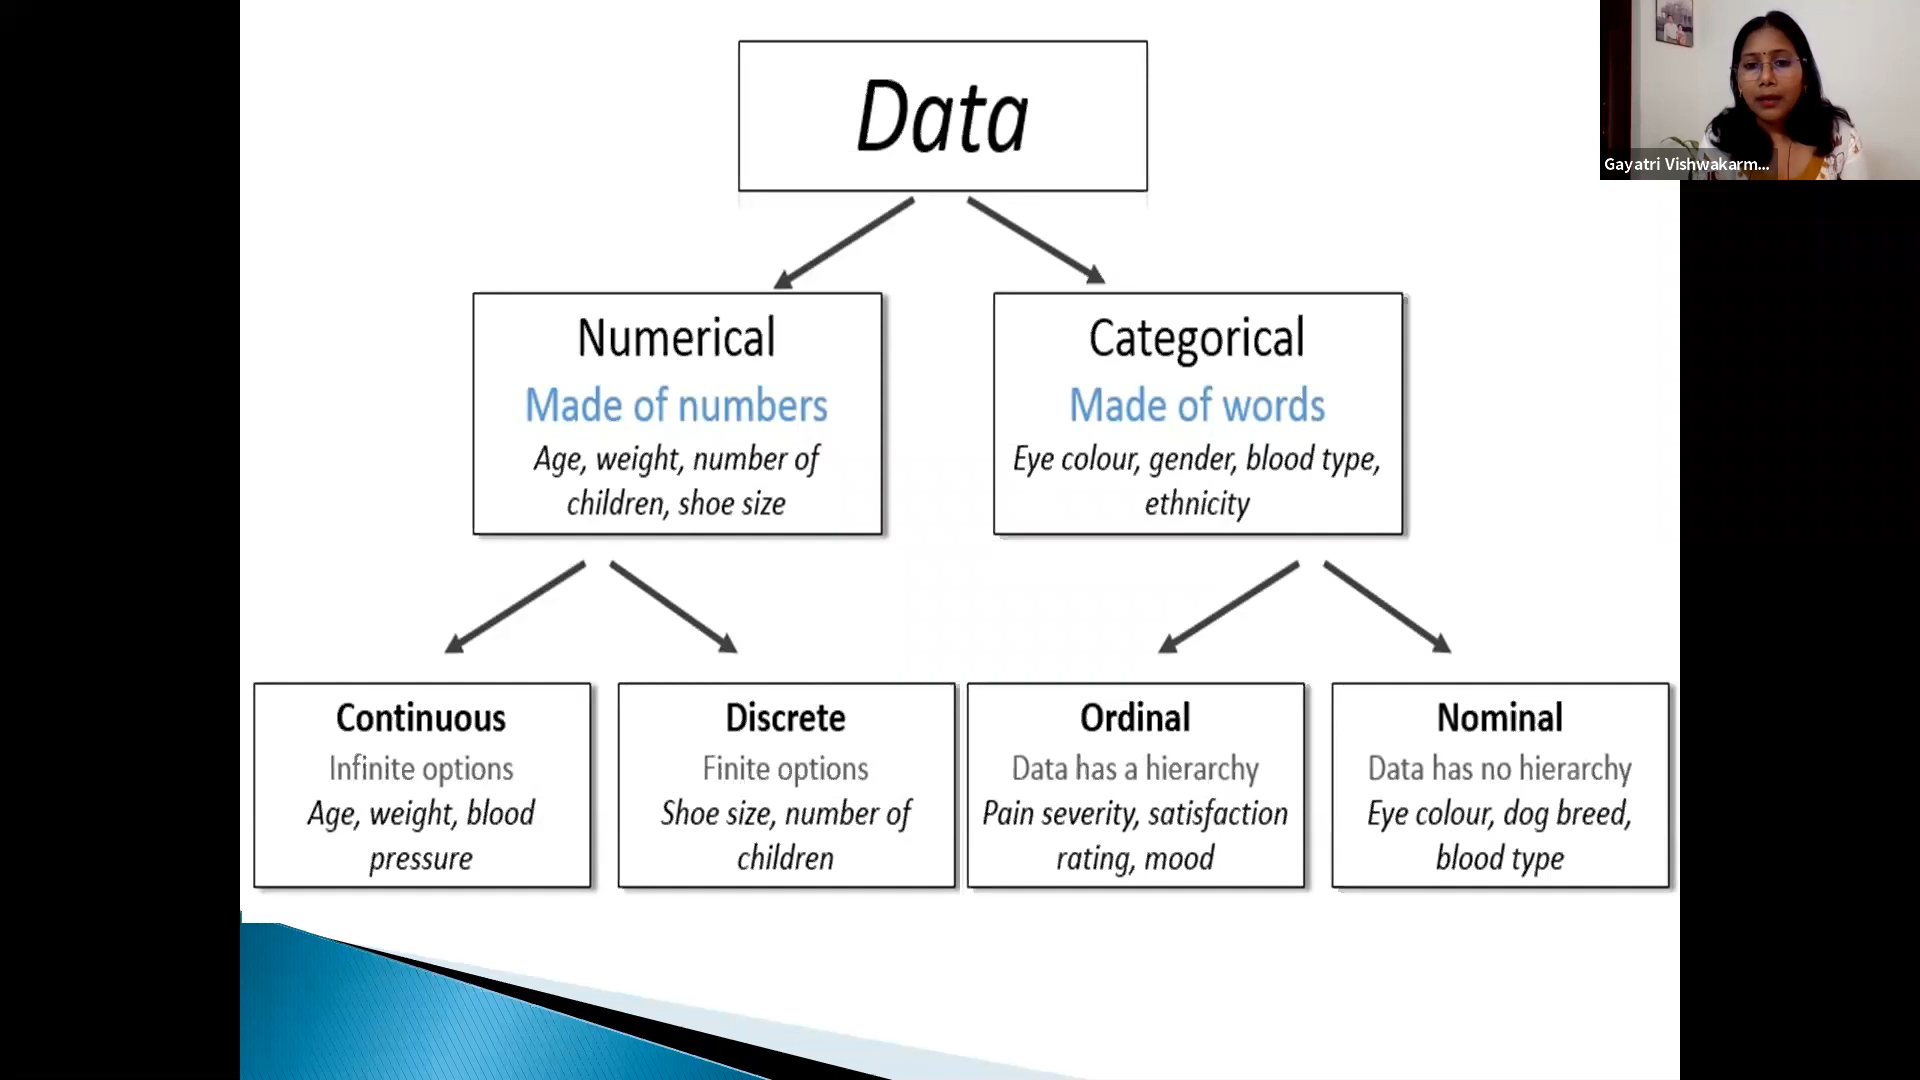 Data
Gayatri Vishwakarm...
Numerical
Made of numbers
Age, weight, number of
children, shoe size
Categorical
Made of words
Eye colour, gender, blood type,
ethnicity
Continuous
Infinite options
Age, weight, blood
pressure
Discrete
Finite options
Shoe size, number of
children
Ordinal
Data has a hierarchy
Pain severity, satisfaction
rating, mood
Nominal
Data has no hierarchy
Eye colour, dog breed,
blood type